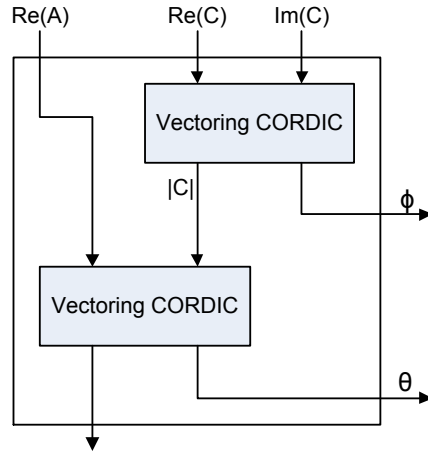 Re(A) Re(C) Im(C)
Vectoring CORDIC
|C|
ϕ
Vectoring CORDIC
θ